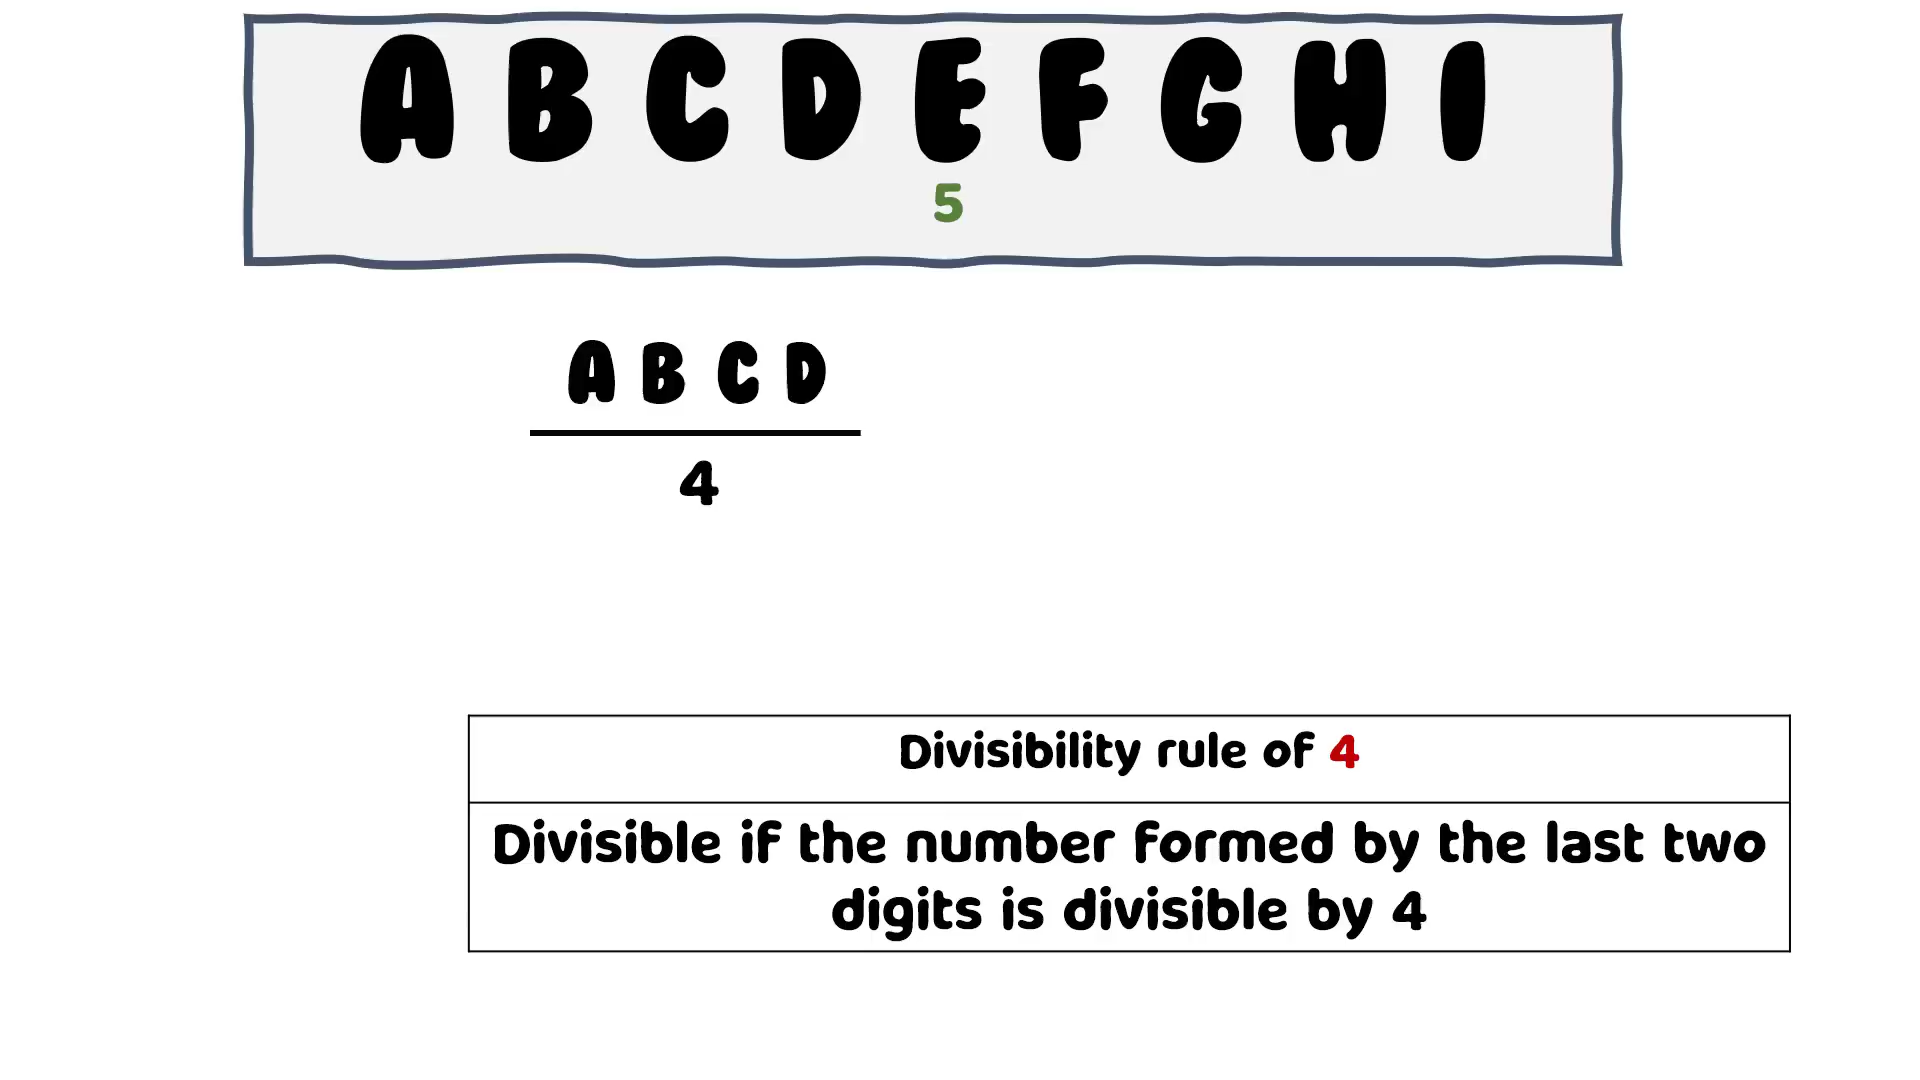 A B C D E F G H I
5
A B C D
4
Divisibility rule of 4
Divisible if the number formed by the last two
digits is divisible by 4